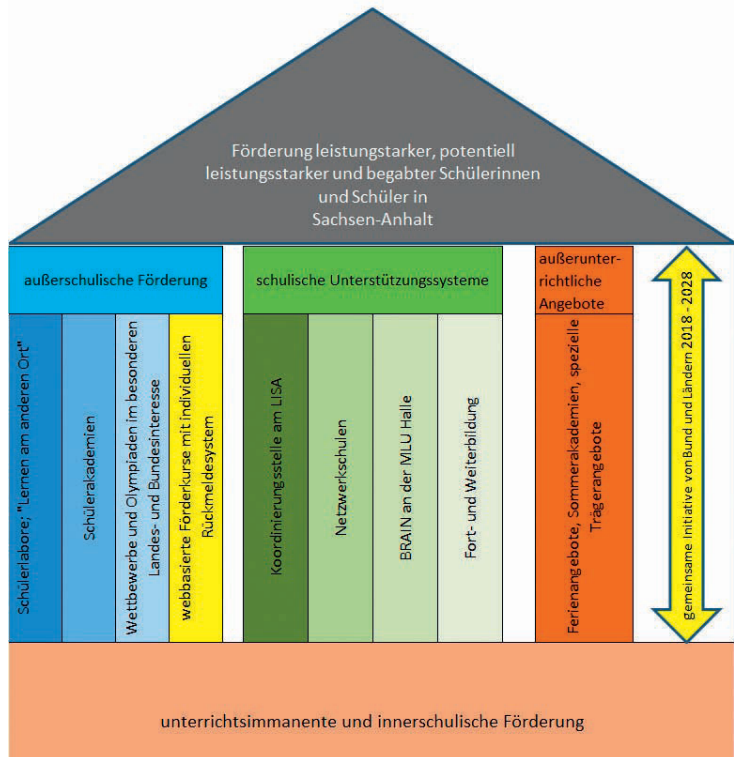 Förderung leistungstarker, potentiell
leistungsstarker und begabter Schülerinnen
und Schüler in
Sachsen-Anhalt
außerschulische Förderung
Schülerlabore; "Lernen am anderen Ort"
Schülerakademien
Wettbewerbe und Olympiaden im besonderen
Landes- und Bundesinteresse
webbasierte Förderkurse mit individuellen
Rückmeldesystem
schulische Unterstützungssysteme
Koordinierungsstelle am LISA
Netzwerkschulen
BRAIN an der MLU Halle
Fort- und Weiterbildung
außerunter-
richtliche
Angebote
Ferienangebote, Sommerakademien, spezielle
Trägerangebote
gemeinsame Initiative von Bund und Ländern 2018 - 2028
unterrichtsimmanente und innerschulische Förderung